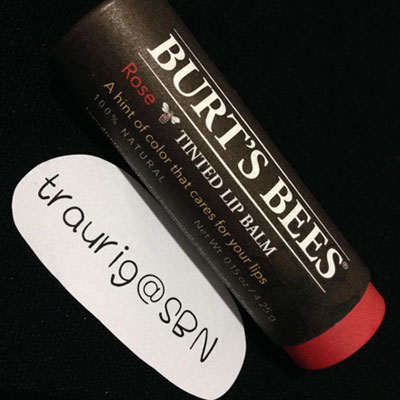 BURT'S BEES®
TINTED LIP BALM
Rose
A hint of color that cares for your lips
100% NATURAL
Net Wt 0.15 oz / 4.25g
traurig@SBN